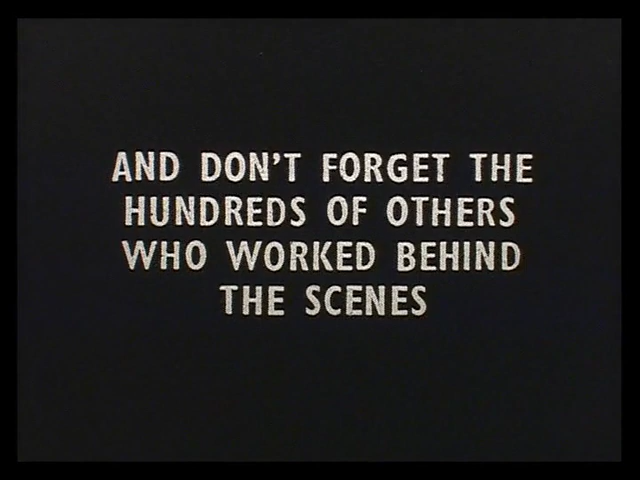 AND DON'T FORGET THE
HUNDREDS OF OTHERS
WHO WORKED BEHIND
THE SCENES